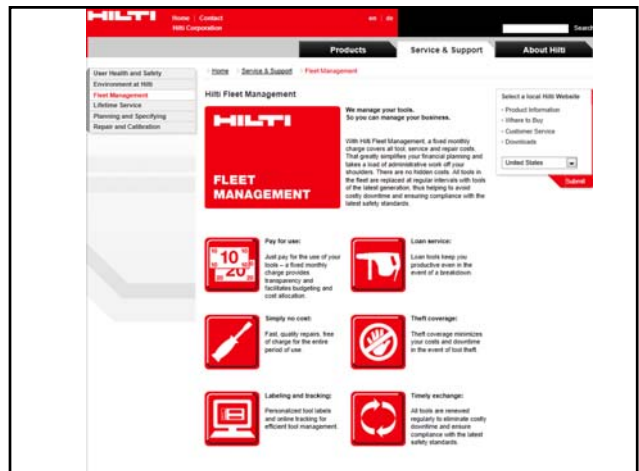 HILTI
Home | Contact
en | de
Hilti Corporation
Search
Products
Service & Support
About Hilti
User Health and Safety
Environment at Hilti
Fleet Management
Lifetime Service
Planning and Specifying
Repair and Calibration
Home Service & Support Fleet Management
Hilti Fleet Management
HILTI
FLEET
MANAGEMENT
We manage your tools.
So you can manage your business.
With Hilti Fleet Management, a fixed monthly
charge covers all tool, service and repair costs.
That greatly simplifies your financial planning and
takes a load of administrative work off your
shoulders. There are no hidden costs. All tools in
the fleet are replaced at regular intervals with tools
of the latest generation, thus helping to avoid
costly downtime and ensuring compliance with the
latest safety standards.
Select a local Hilti Website
Product Information
Where to Buy
Customer Service
Downloads
United States
Submit
10
20
Pay for use:
Just pay for the use of your
tools – a fixed monthly
charge provides
transparency and
facilitates budgeting and
cost allocation.
Loan service:
Loan tools keep you
productive even in the
event of a breakdown.
Simply no cost:
Fast, quality repairs, free
of charge for the entire
period of use.
Theft coverage:
Theft coverage minimizes
your costs and downtime
in the event of tool theft.
Labeling and tracking:
Personalized tool labels
and online tracking for
efficient tool management.
Timely exchange:
All tools are renewed
regularly to eliminate costly
downtime and ensure
compliance with the latest
safety standards.